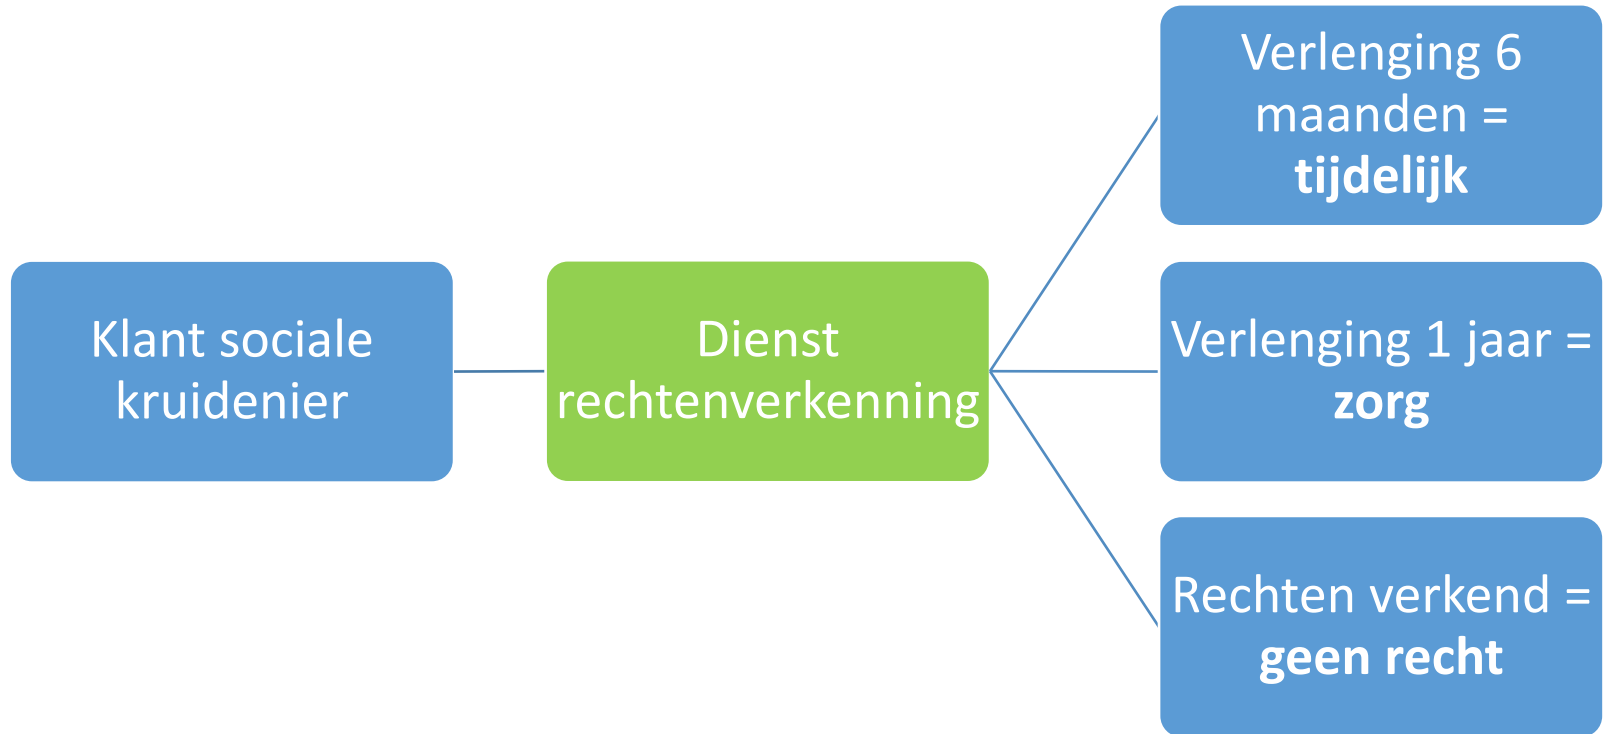 Klant sociale
kruidenier
Dienst
rechtenverkenning
Verlenging 6
maanden =
tijdelijk
Verlenging 1 jaar =
zorg
Rechten verkend =
geen recht